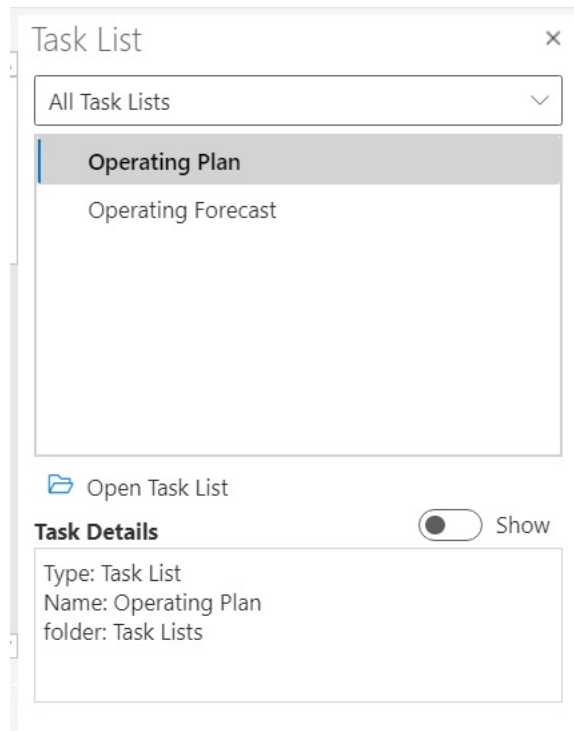 Task List
All Task Lists
Operating Plan
Operating Forecast
Open Task List
Task Details
Show
Type: Task List
Name: Operating Plan
folder: Task Lists